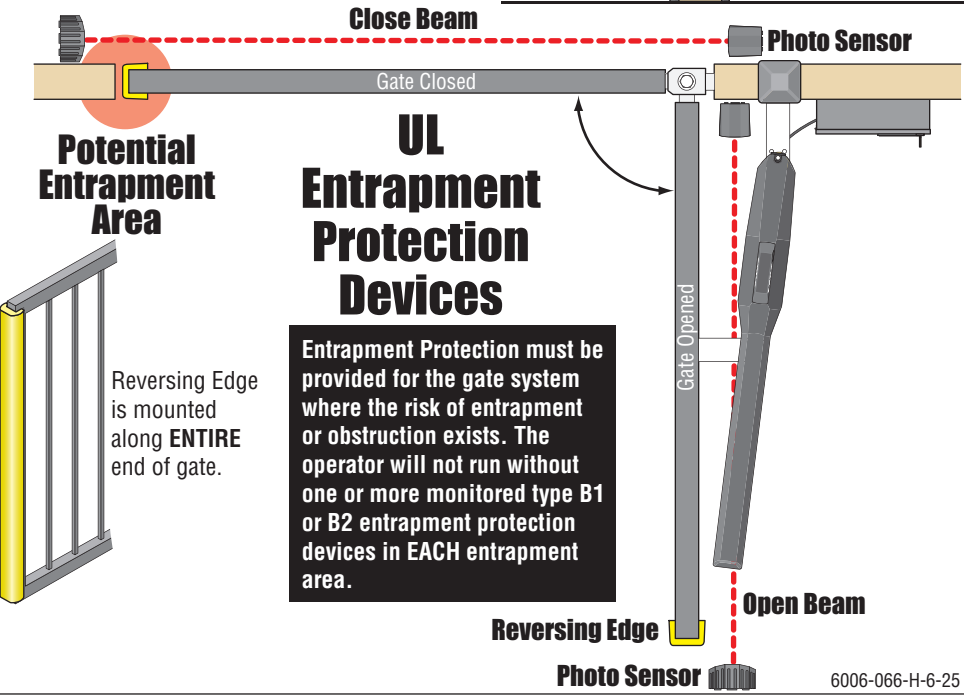 Close Beam
Photo Sensor
Gate Closed
Potential
Entrapment
Area
UL
Entrapment
Protection
Devices
Entrapment Protection must be
provided for the gate system
where the risk of entrapment
or obstruction exists. The
operator will not run without
one or more monitored type B1
or B2 entrapment protection
devices in EACH entrapment
area.
Reversing Edge
is mounted
along ENTIRE
end of gate.
Gate Opened
Open Beam
Reversing Edge
Photo Sensor
6006-066-H-6-25